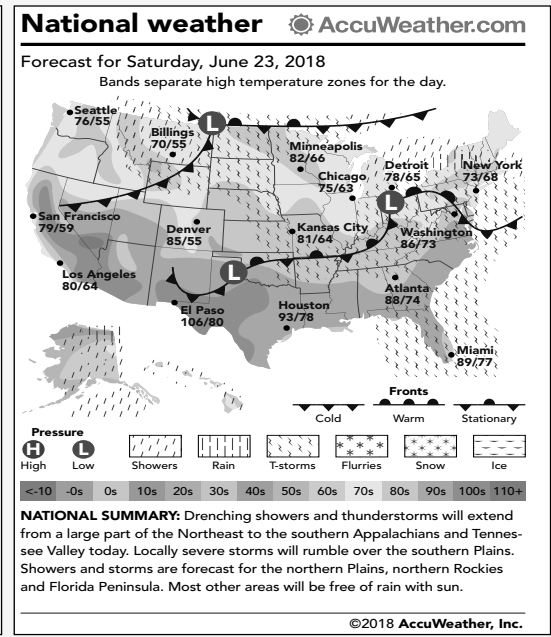 National weather
AccuWeather.com
Forecast for Saturday, June 23, 2018
Bands separate high temperature zones for the day.
Seattle
76/55
Billings
70/55
L
Minneapolis
82/66
Chicago
75/63
Detroit
78/65
New York
73/68
L
San Francisco
79/59
Denver
85/55
Kansas City
81/64
Washington
86/73
Los Angeles
80/64
L
El Paso
106/80
Houston
93/78
Atlanta
88/74
Miami
89/77
Fronts
Cold Warm Stationary
Pressure
H L
High Low Showers Rain T-storms Flurries Snow Ice
<-10 -0s 0s 10s 20s 30s 40s 50s 60s 70s 80s 90s 100s 110+
NATIONAL SUMMARY: Drenching showers and thunderstorms will extend
from a large part of the Northeast to the southern Appalachians and Tennes-
see Valley today. Locally severe storms will rumble over the southern Plains.
Showers and storms are forecast for the northern Plains, northern Rockies
and Florida Peninsula. Most other areas will be free of rain with sun.
©2018 AccuWeather, Inc.